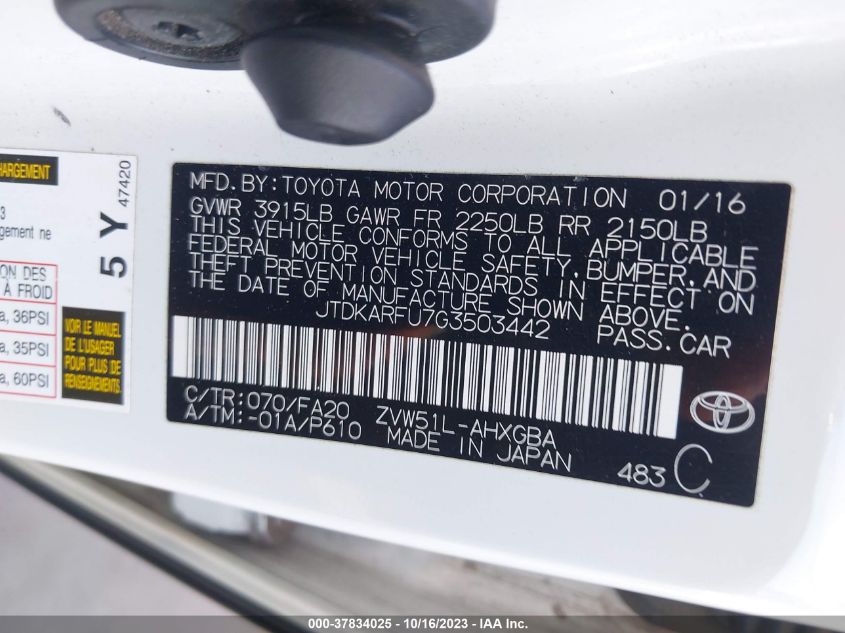 HARGEMENT
3
gement ne
5 Y 47420
ON DES
À FROID
a, 36PSI
a, 35PSI
a, 60PSI
VOIR LE MANUEL
DE L'USAGER
POUR PLUS DE
RENSEIGNEMENTS.
MFD.BY:TOYOTA MOTOR CORPORATION 01/16
GVWR 3915LB GAWR FR 2250LB RR 2150LB
THIS VEHICLE CONFORMS TO ALL APPLICABLE
FEDERAL MOTOR VEHICLE SAFETY,BUMPER,AND
THEFT PREVENTION STANDARDS IN EFFECT ON
THE DATE OF MANUFACTURE SHOWN ABOVE.
JTDKARFU7G3503442 PASS.CAR
C/TR:070/FA20 ZVW51L-AHXGBA
A/TM:-01A/P610 MADE IN JAPAN
483 C
000-37834025 - 10/16/2023 - IAA Inc.